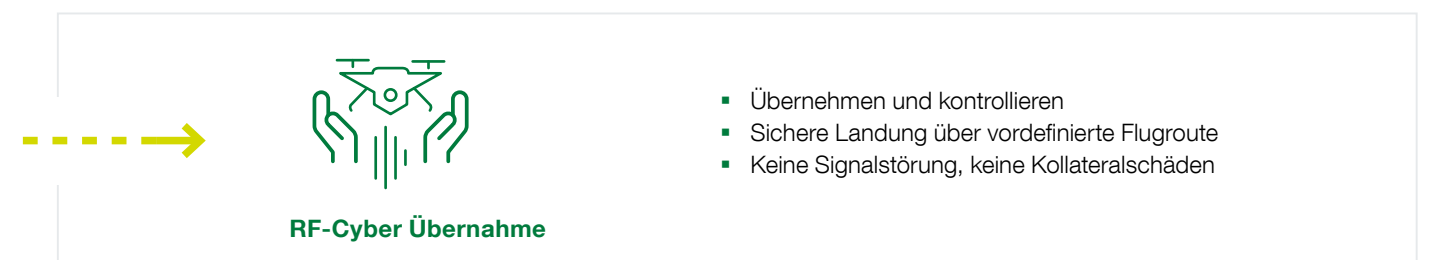 RF-Cyber Übernahme
▪ Übernehmen und kontrollieren
▪ Sichere Landung über vordefinierte Flugroute
▪ Keine Signalstörung, keine Kollateralschäden